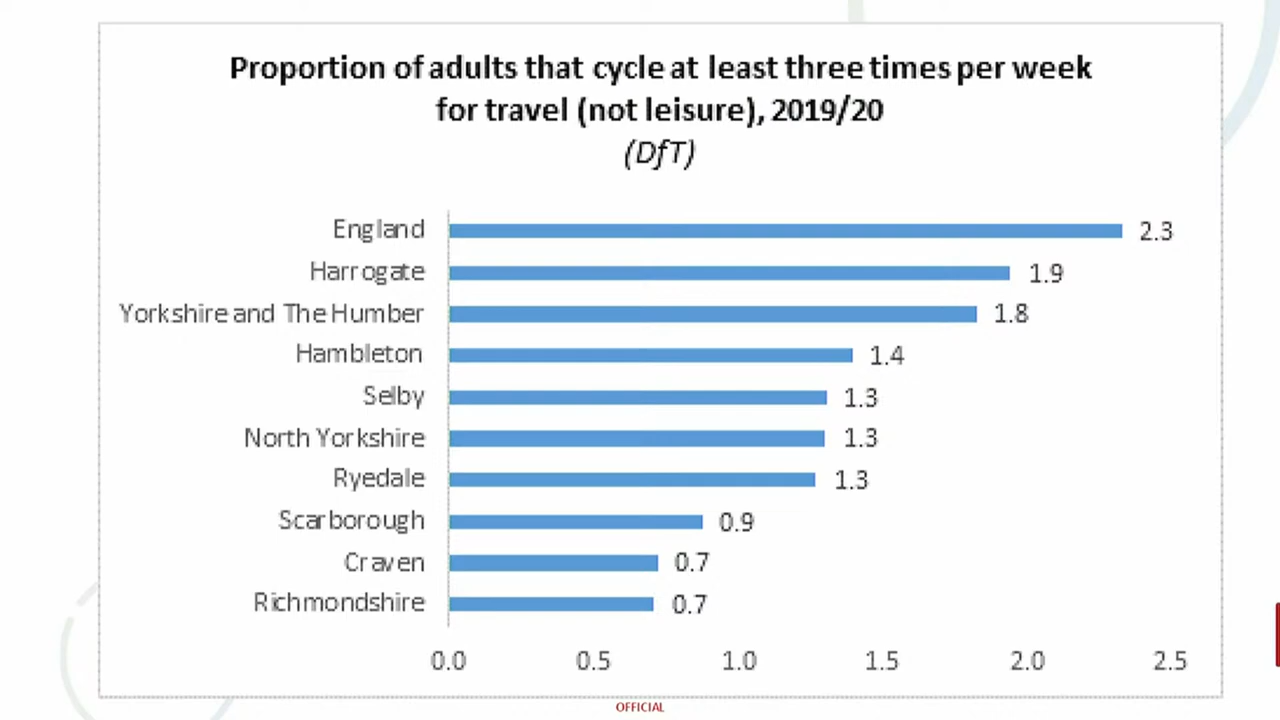 Proportion of adults that cycle at least three times per week
for travel (not leisure), 2019/20
(DfT)
England 2.3
Harrogate 1.9
Yorkshire and The Humber 1.8
Hambleton 1.4
Selby 1.3
North Yorkshire 1.3
Ryedale 1.3
Scarborough 0.9
Craven 0.7
Richmondshire 0.7
0.0 0.5 1.0 1.5 2.0 2.5
OFFICIAL